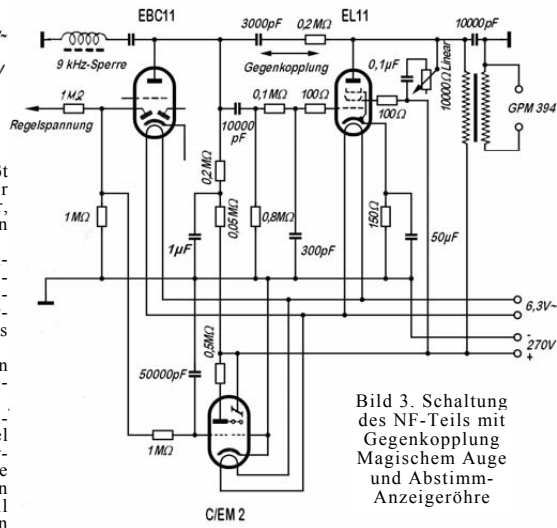 EBC11
3000pF
0,2MΩ
EL11
10000pF
9 kHz-Sperre
Gegenkopplung
0,1µF
10000Ω Linear
1MΩ
Regelspannung
10000
pF
0,1MΩ
100Ω
100Ω
GPM 394
0,2MΩ
1MΩ
1µF
0,05MΩ
0,8MΩ
300pF
150Ω
50µF
6,3V~
-
270V
+
50000pF
0,5MΩ
1MΩ
C/EM 2
Bild 3. Schaltung
des NF-Teils mit
Gegenkopplung
Magischem Auge
und Abstimm-
Anzeigeröhre